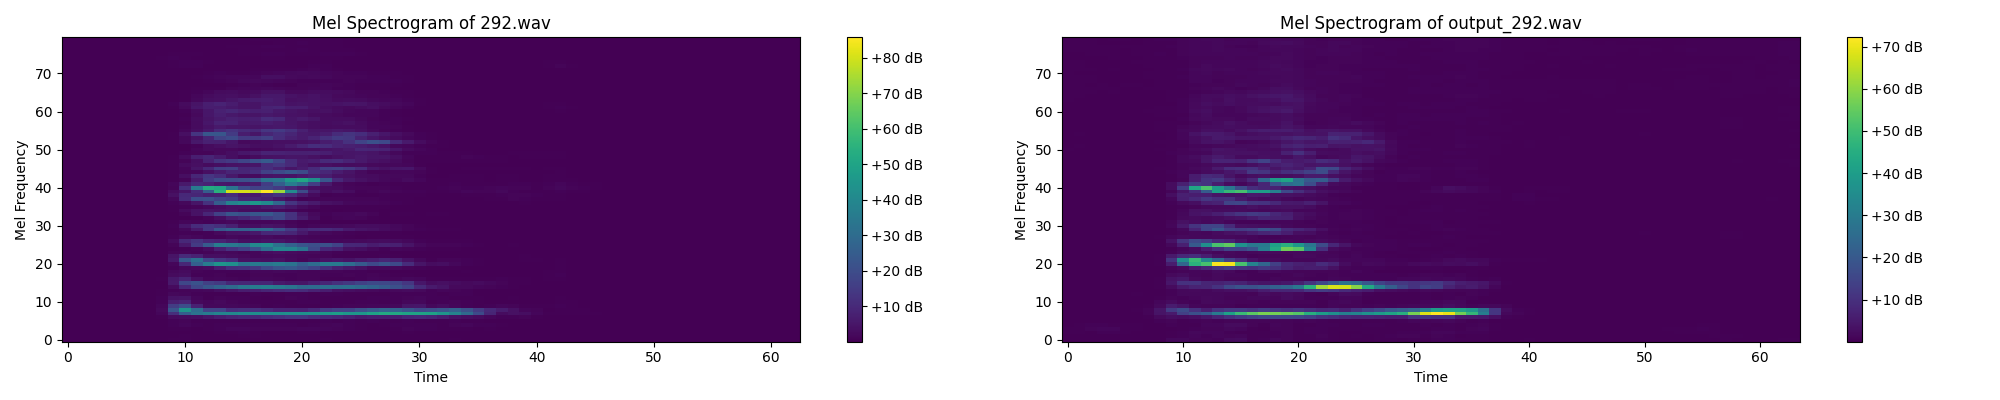 Mel Spectrogram of 292.wav
70
60
50
40
30
20
10
0
Mel Frequency
0 10 20 30 40 50 60
Time
+80 dB
+70 dB
+60 dB
+50 dB
+40 dB
+30 dB
+20 dB
+10 dB
Mel Spectrogram of output_292.wav
70
60
50
40
30
20
10
0
Mel Frequency
0 10 20 30 40 50 60
Time
+70 dB
+60 dB
+50 dB
+40 dB
+30 dB
+20 dB
+10 dB